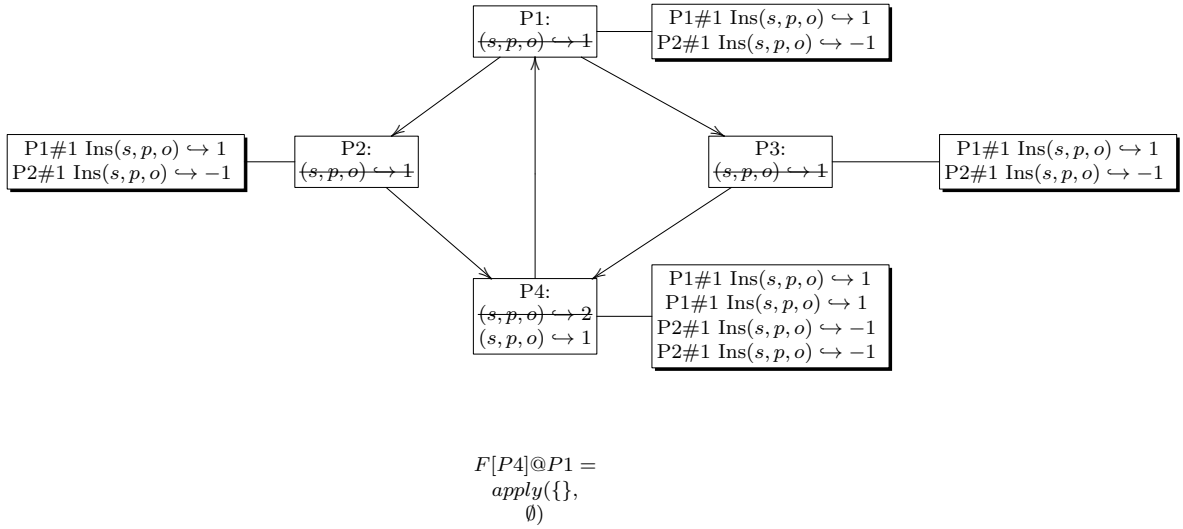 P1:
(s, p, o) ↪ 1
P1#1 Ins(s, p, o) ↪ 1
P2#1 Ins(s, p, o) ↪ −1
P1#1 Ins(s, p, o) ↪ 1
P2#1 Ins(s, p, o) ↪ −1
P2:
(s, p, o) ↪ 1
P3:
(s, p, o) ↪ 1
P1#1 Ins(s, p, o) ↪ 1
P2#1 Ins(s, p, o) ↪ −1
P4:
(s, p, o) ↪ 2
(s, p, o) ↪ 1
P1#1 Ins(s, p, o) ↪ 1
P1#1 Ins(s, p, o) ↪ 1
P2#1 Ins(s, p, o) ↪ −1
P2#1 Ins(s, p, o) ↪ −1
F[P4]@P1 =
apply({},
∅)